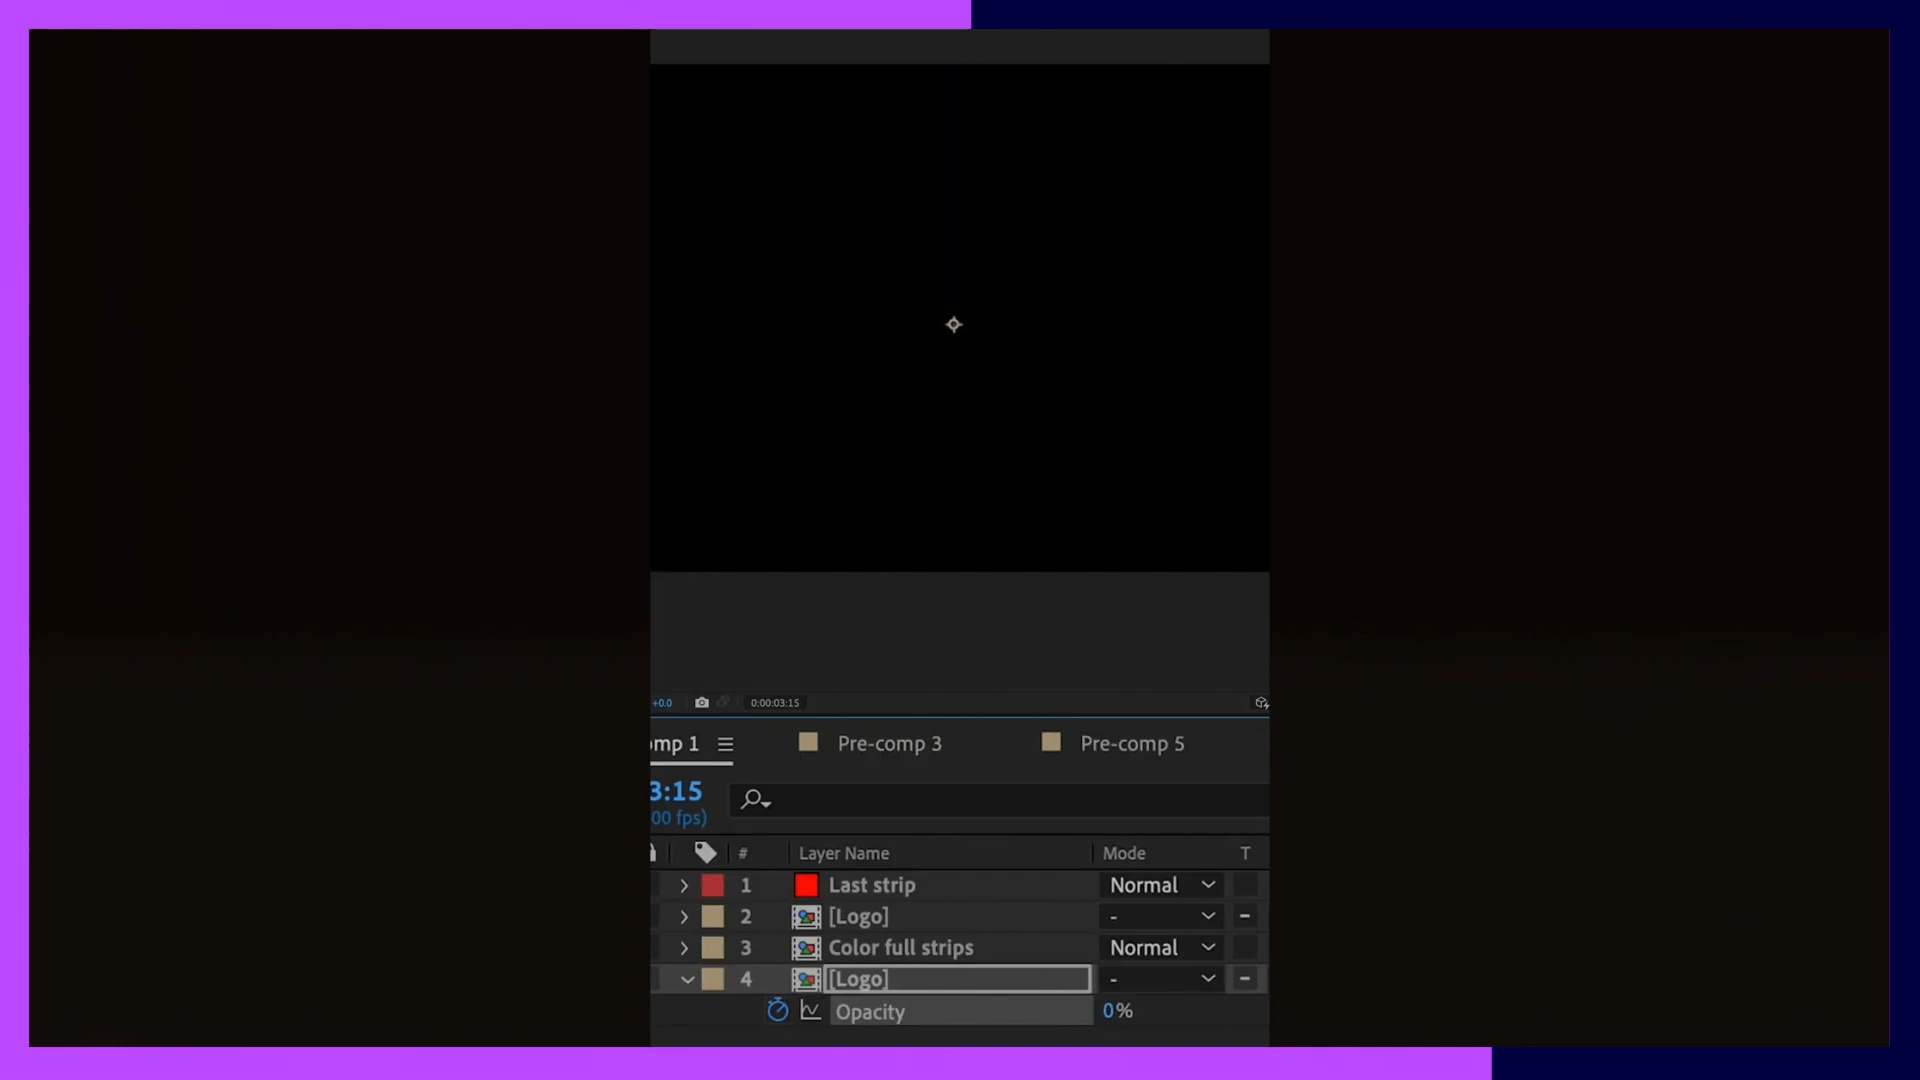 +0.0 0:00:03:15
omp 1 Pre-comp 3 Pre-comp 5
3:15
00 fps)
# Layer Name Mode T
1 Last strip Normal
2 [Logo] -
3 Color full strips Normal
4 [Logo] -
Opacity 0%